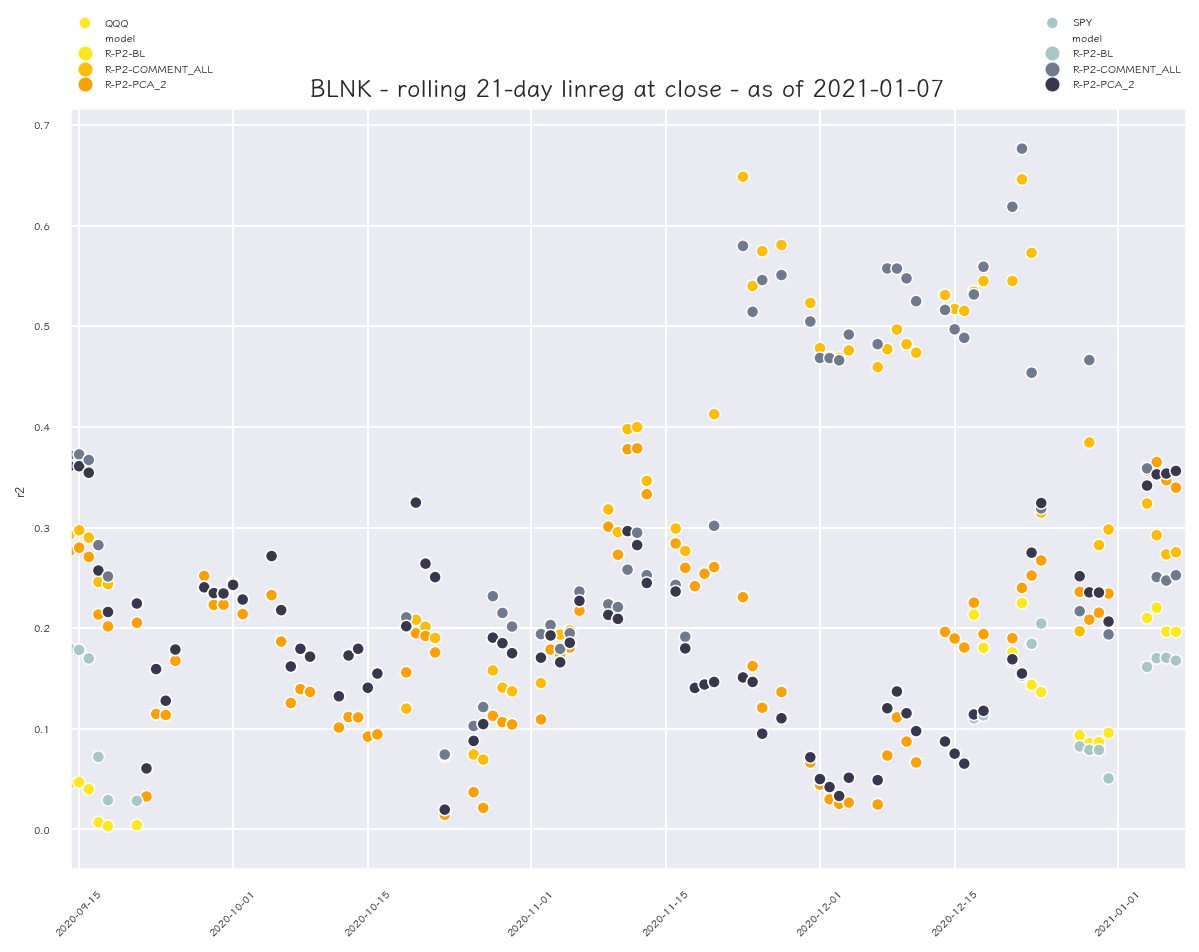 QQQ
model
R-P2-BL
R-P2-COMMENT_ALL
R-P2-PCA_2
SPY
model
R-P2-BL
R-P2-COMMENT_ALL
R-P2-PCA_2
BLNK - rolling 21-day linreg at close - as of 2021-01-07
0.7
0.6
0.5
0.4
0.3
0.2
0.1
0.0
r2
2020-09-15
2020-10-01
2020-10-15
2020-11-01
2020-11-15
2020-12-01
2020-12-15
2021-01-01